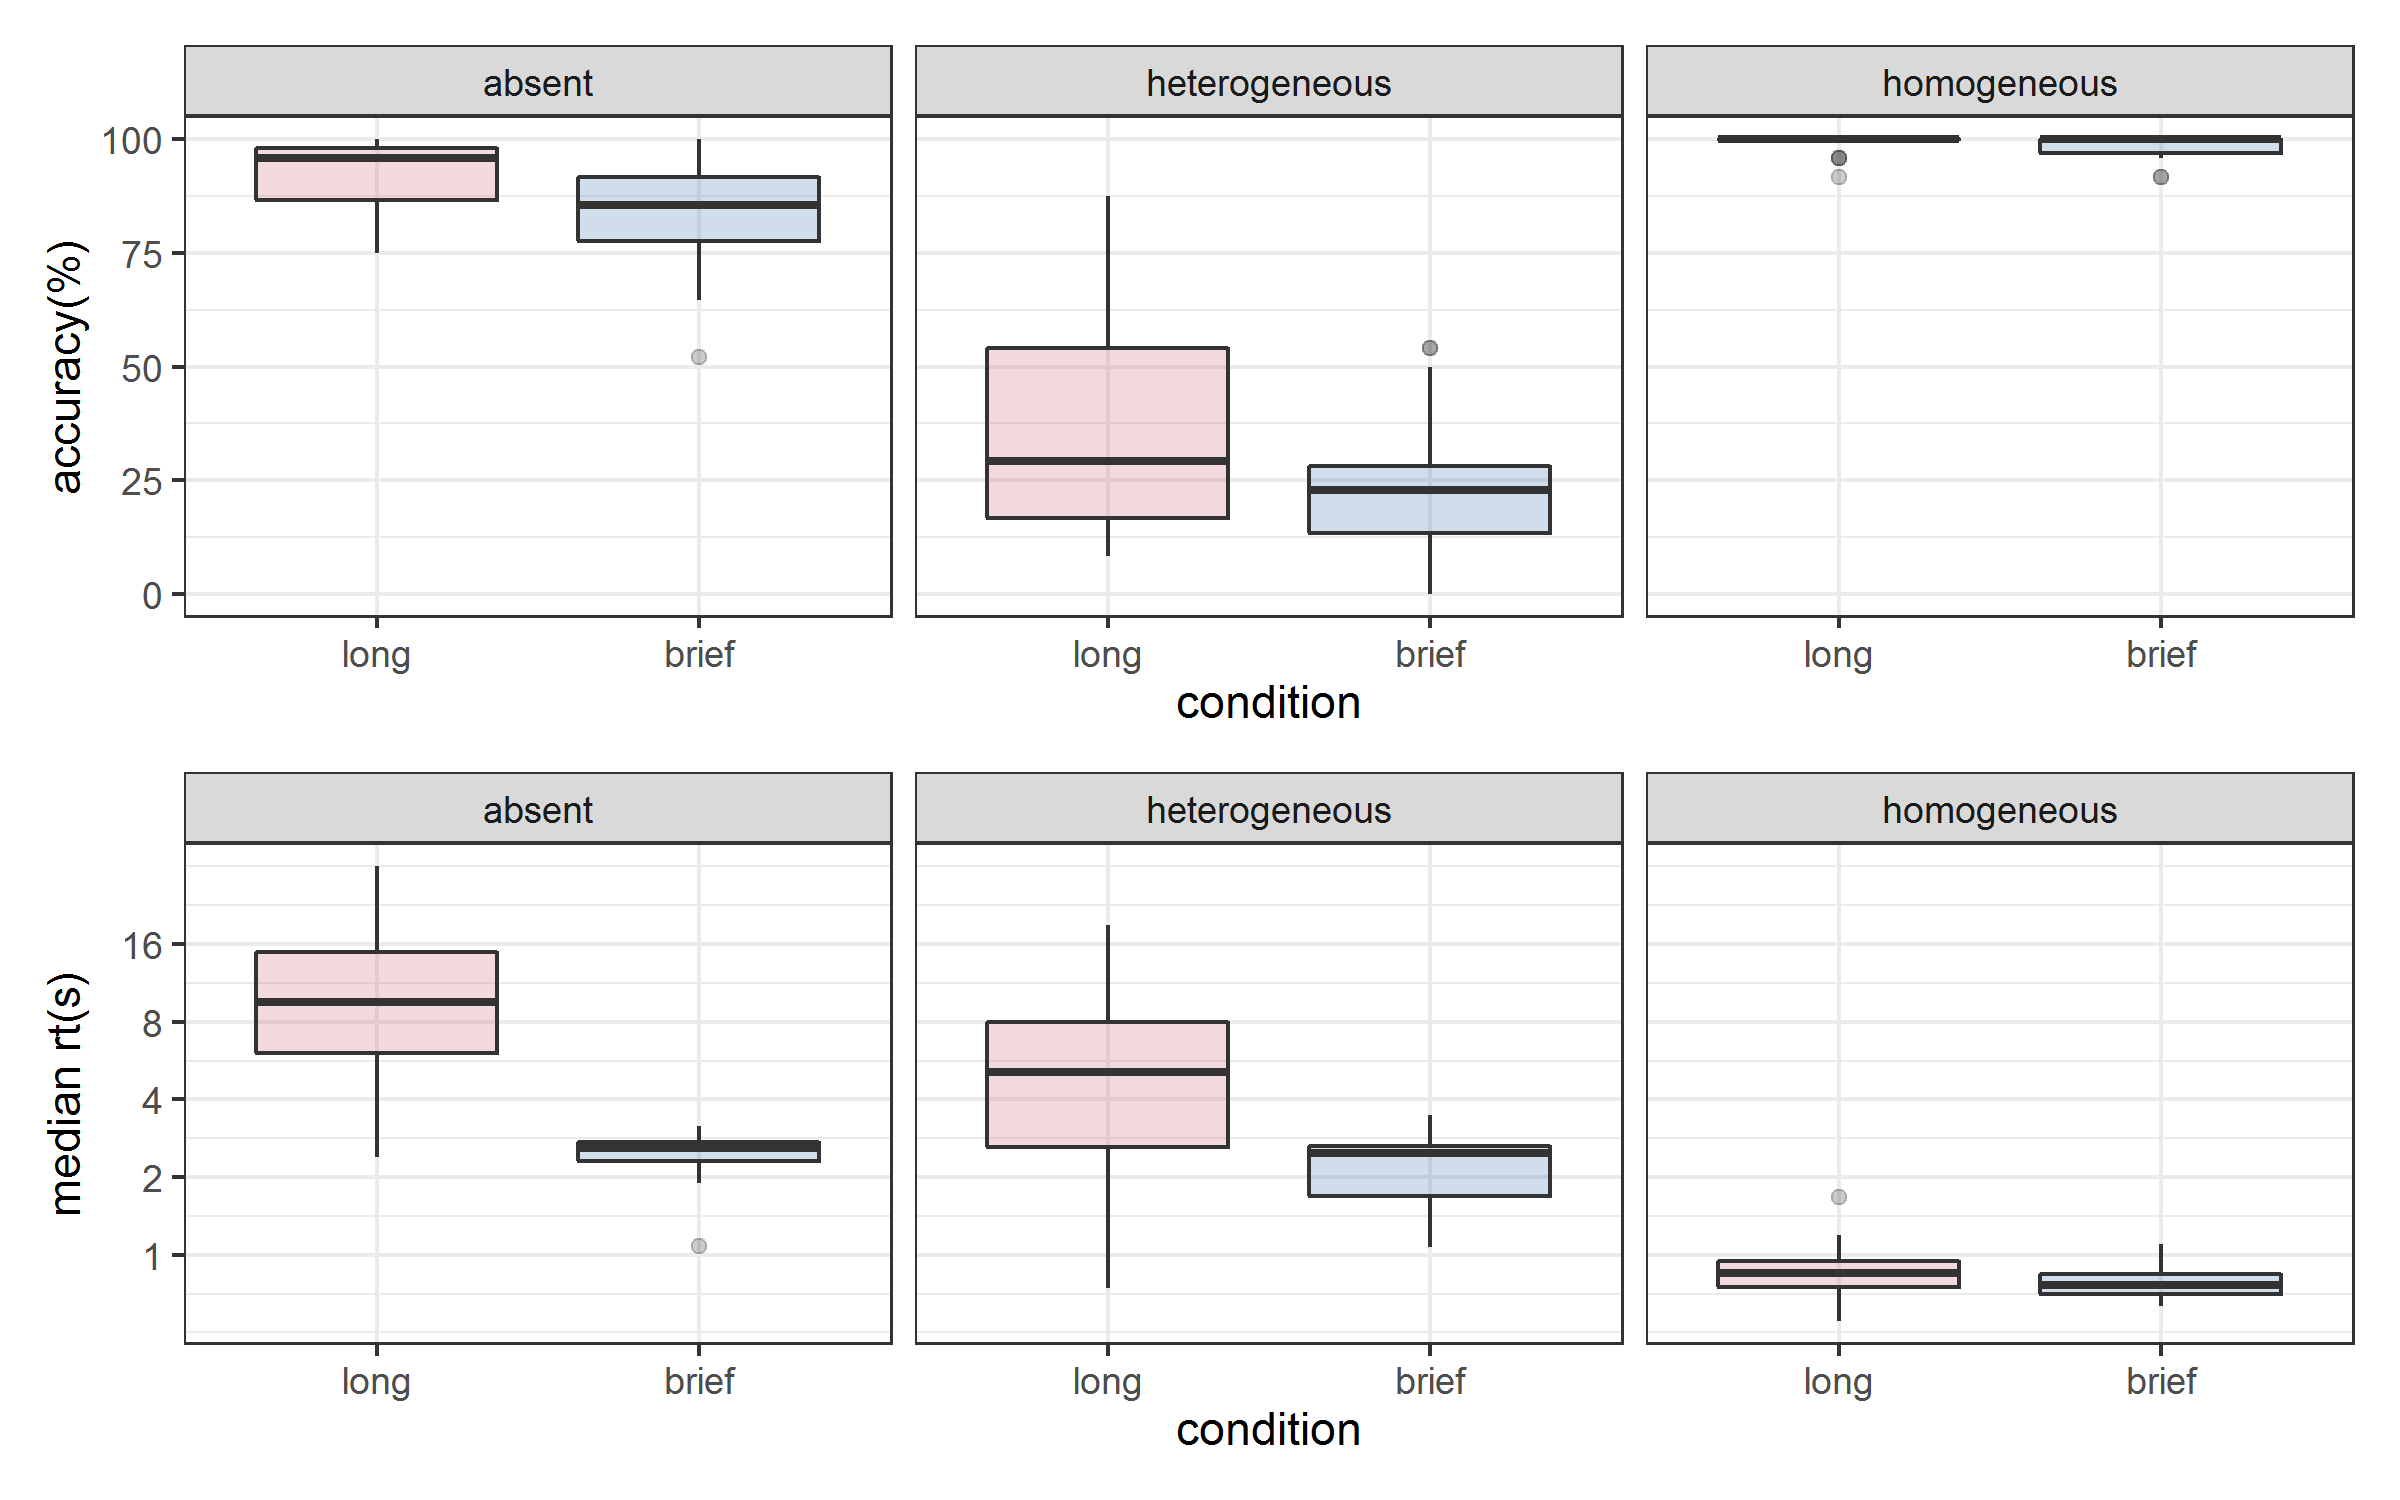 absent heterogeneous homogeneous
100
75
50
25
0
accuracy(%)
long brief long brief long brief
condition
absent heterogeneous homogeneous
16
8
4
2
1
median rt(s)
long brief long brief long brief
condition